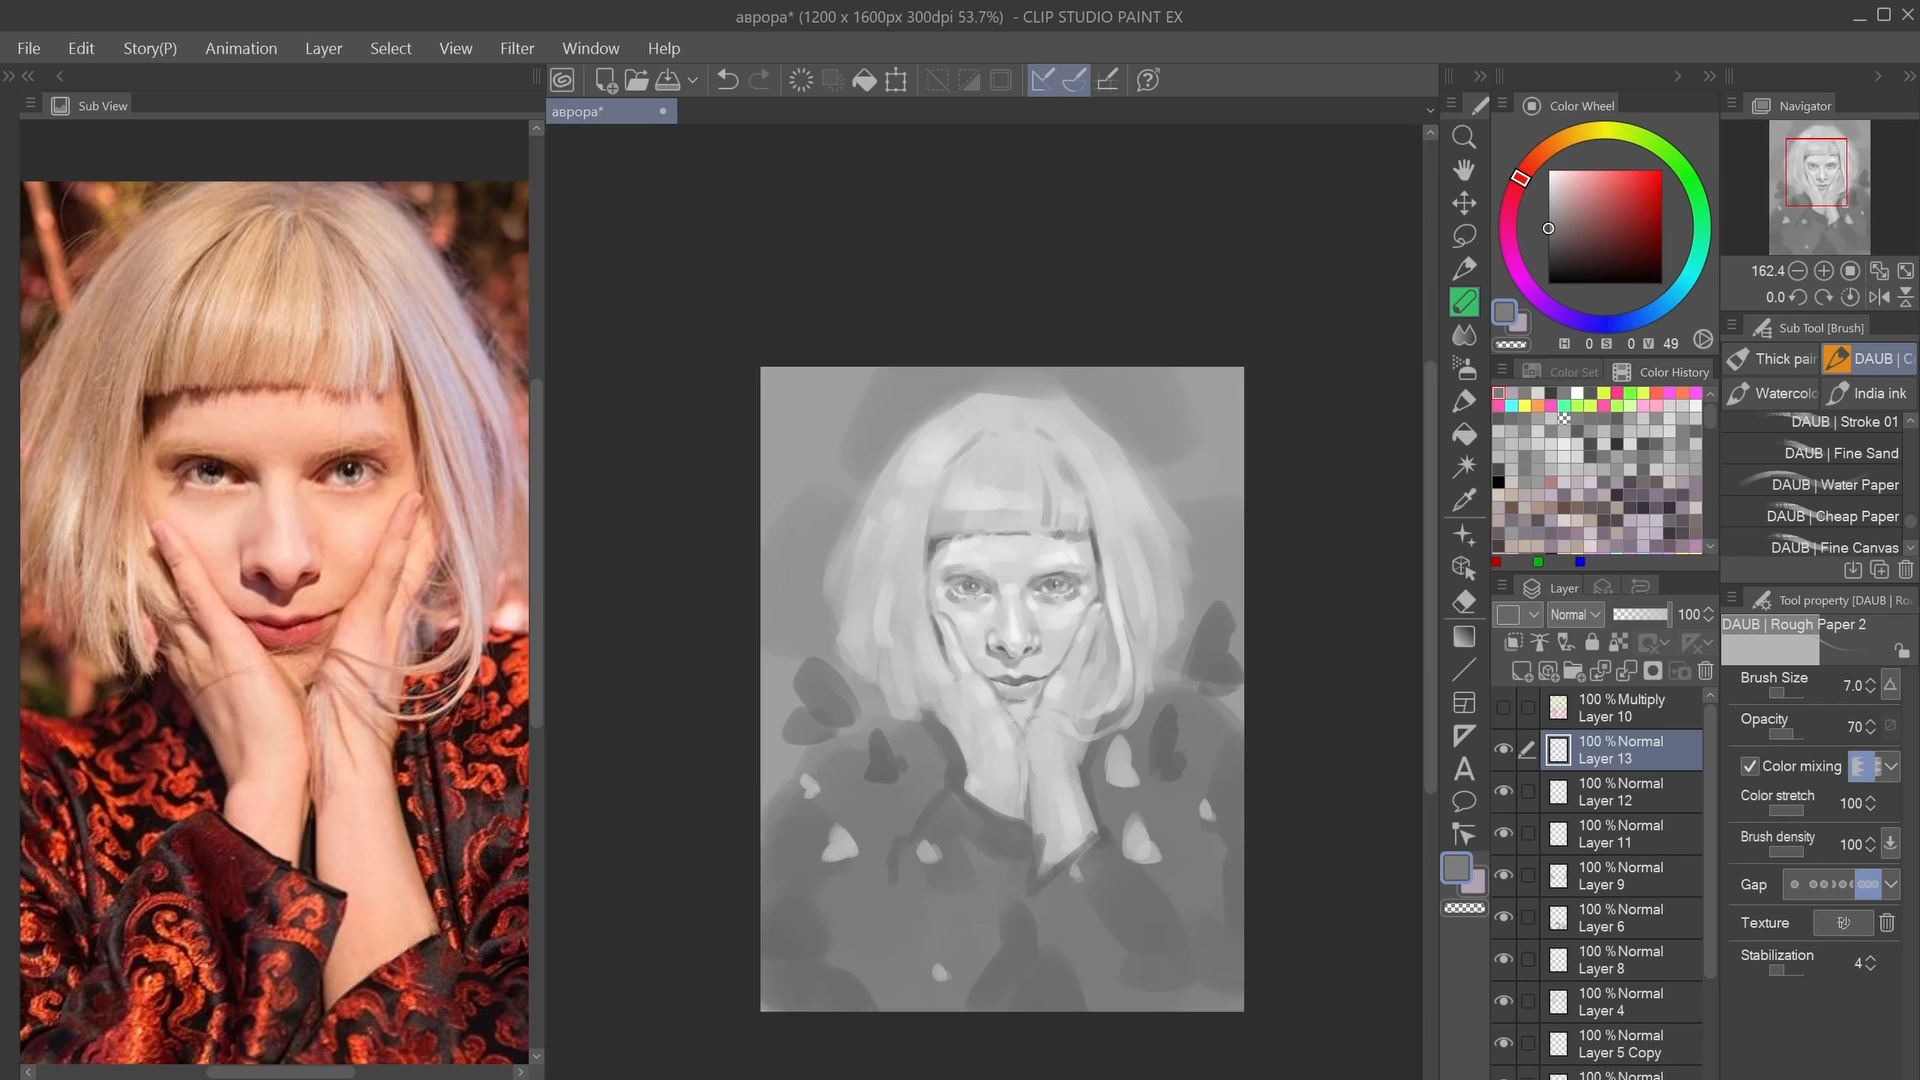 аврора* (1200 x 1600px 300dpi 53.7%) - CLIP STUDIO PAINT EX
File Edit Story(P) Animation Layer Select View Filter Window Help
Sub View
аврора*
Color Wheel
H 0 S 0 V 49
Color Set Color History
Layer
Normal 100
100 %Multiply
Layer 10
100 %Normal
Layer 13
100 %Normal
Layer 12
100 %Normal
Layer 11
100 %Normal
Layer 9
100 %Normal
Layer 6
100 %Normal
Layer 8
100 %Normal
Layer 4
100 %Normal
Layer 5 Copy
Navigator
162.4
0.0
Sub Tool [Brush]
Thick pai DAUB | C
Watercolo India ink
DAUB | Stroke 01
DAUB | Fine Sand
DAUB | Water Paper
DAUB | Cheap Paper
DAUB | Fine Canvas
Tool property [DAUB | Ro
DAUB | Rough Paper 2
Brush Size 7.0
Opacity 70
Color mixing
Color stretch 100
Brush density 100
Gap
Texture
Stabilization 4